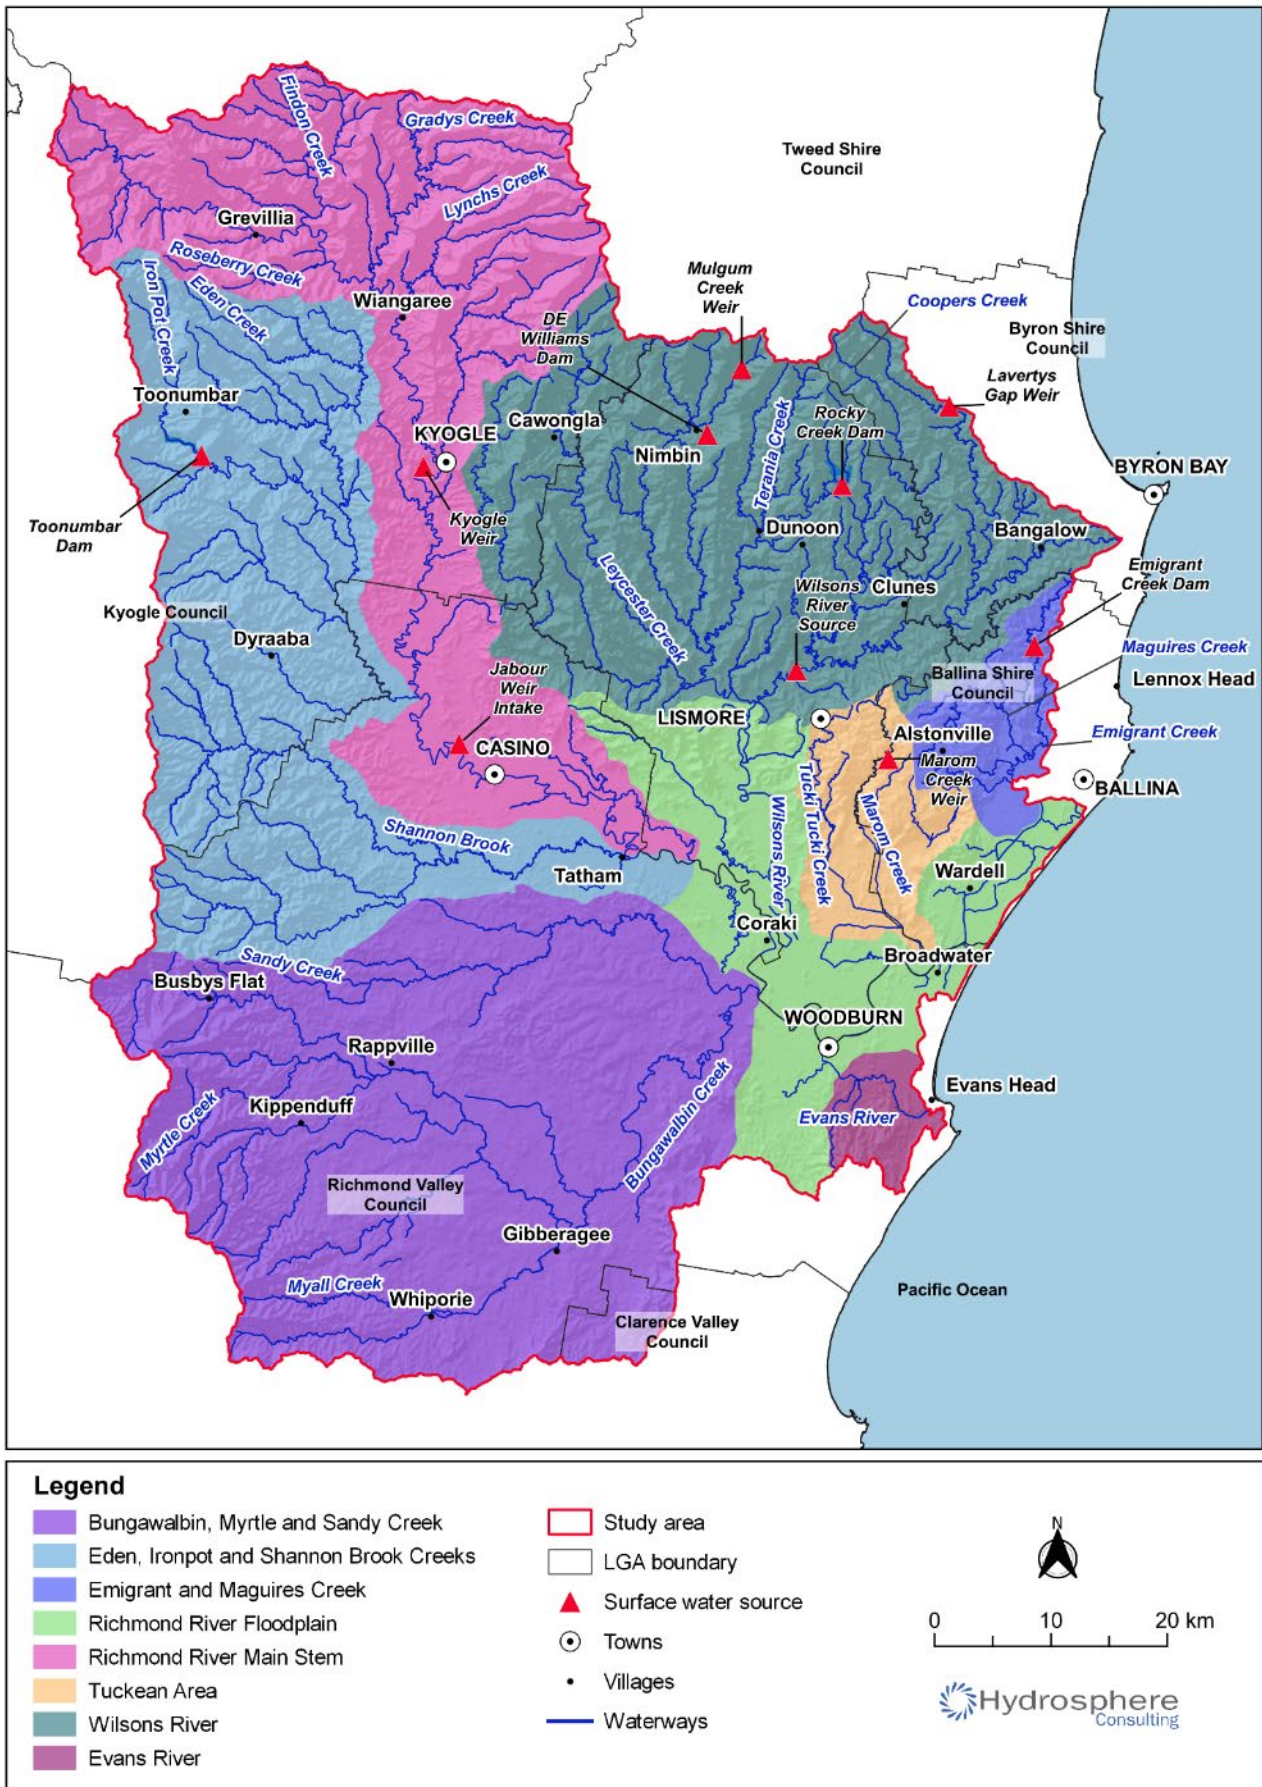 Findon Creek
Gradys Creek
Tweed Shire
Council
Lynchs Creek
Grevillia
Roseberry Creek
Iron Pot Creek
Eden Creek
Wiangaree
Mulgum
Creek
Weir
Coopers Creek
DE
Williams
Dam
Byron Shire
Council
Lavertys
Gap Weir
Toonumbar
Cawongla
KYOGLE
Nimbin
Terania Creek
Rocky
Creek Dam
BYRON BAY
Toonumbar
Dam
Kyogle
Weir
Dunoon
Bangalow
Leycester Creek
Wilsons
River
Source
Clunes
Emigrant
Creek Dam
Kyogle Council
Dyraaba
Maguires Creek
Ballina Shire
Council
Lennox Head
Jabour
Weir
Intake
LISMORE
CASINO
Alstonville
Emigrant Creek
Marom
Creek
Weir
BALLINA
Shannon Brook
Wilsons River
Tucki Tucki Creek
Marom Creek
Tatham
Wardell
Coraki
Broadwater
Sandy Creek
Busbys Flat
WOODBURN
Rappville
Evans Head
Kippenduff
Myrtle Creek
Bungawalbin Creek
Evans River
Richmond Valley
Council
Gibberagee
Myall Creek
Whiporie
Clarence Valley
Council
Pacific Ocean
Legend
Bungawalbin, Myrtle and Sandy Creek
Eden, Ironpot and Shannon Brook Creeks
Emigrant and Maguires Creek
Richmond River Floodplain
Richmond River Main Stem
Tuckean Area
Wilsons River
Evans River
Study area
LGA boundary
Surface water source
Towns
Villages
Waterways
N
0 10 20 km
Hydrosphere
Consulting